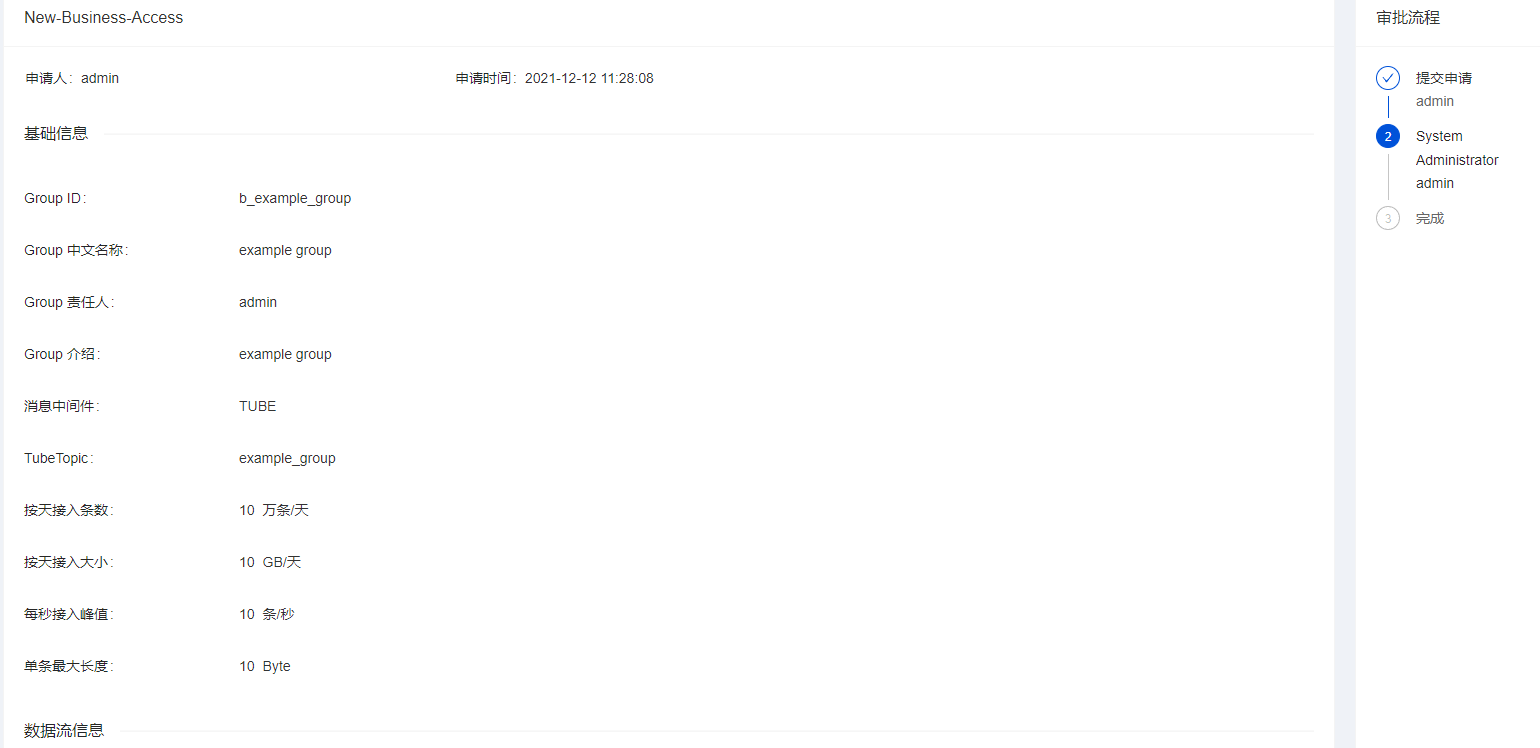 New-Business-Access
申请人：admin 申请时间：2021-12-12 11:28:08
基础信息
Group ID： b_example_group
Group 中文名称： example group
Group 责任人： admin
Group 介绍： example group
消息中间件： TUBE
TubeTopic： example_group
按天接入条数： 10 万条/天
按天接入大小： 10 GB/天
每秒接入峰值： 10 条/秒
单条最大长度： 10 Byte
数据流信息
审批流程
提交申请
admin
2 System
Administrator
admin
3 完成